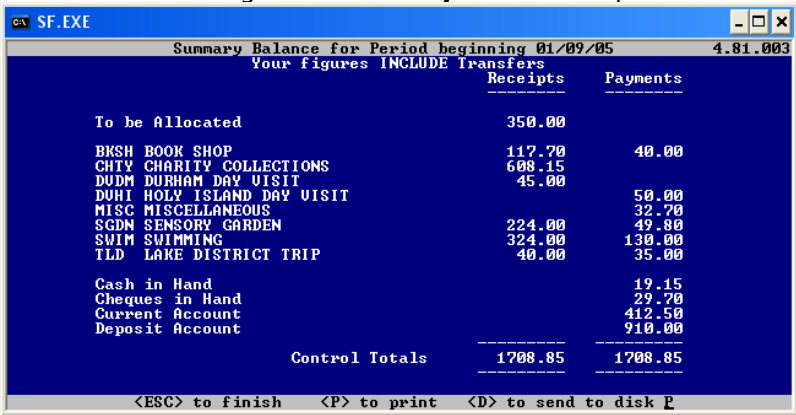 SF.EXE
Summary Balance for Period beginning 01/09/05 4.81.003
Your figures INCLUDE Transfers
Receipts Payments
-------- --------
To be Allocated 350.00
BKSH BOOK SHOP 117.70 40.00
CHTY CHARITY COLLECTIONS 608.15
DVDM DURHAM DAY VISIT 45.00
DVHI HOLY ISLAND DAY VISIT 50.00
MISC MISCELLANEOUS 32.70
SGDN SENSORY GARDEN 224.00 49.80
SWIM SWIMMING 324.00 130.00
TLD LAKE DISTRICT TRIP 40.00 35.00
Cash in Hand 19.15
Cheques in Hand 29.70
Current Account 412.50
Deposit Account 910.00
--------- ---------
Control Totals 1708.85 1708.85
--------- ---------
<ESC> to finish <P> to print <D> to send to disk P